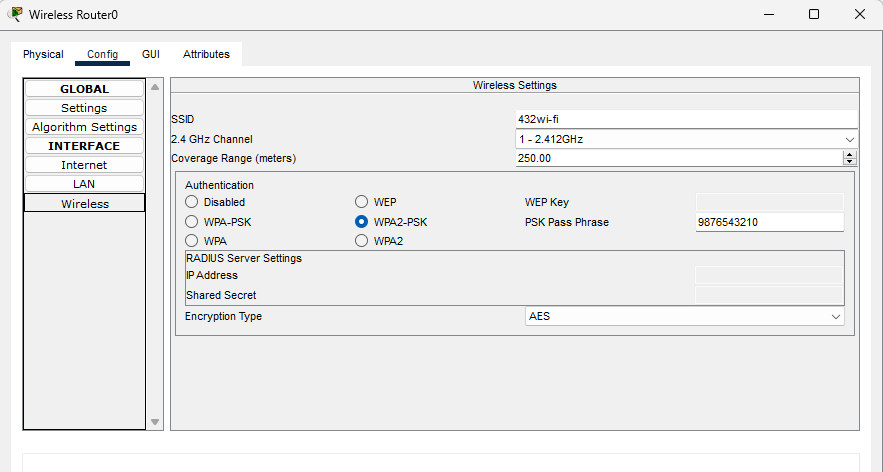 Wireless Router0
Physical Config GUI Attributes
GLOBAL
Settings
Algorithm Settings
INTERFACE
Internet
LAN
Wireless
Wireless Settings
SSID 432wi-fi
2.4 GHz Channel 1 - 2.412GHz
Coverage Range (meters) 250.00
Authentication
Disabled WEP WEP Key
WPA-PSK WPA2-PSK PSK Pass Phrase 9876543210
WPA WPA2
RADIUS Server Settings
IP Address
Shared Secret
Encryption Type AES